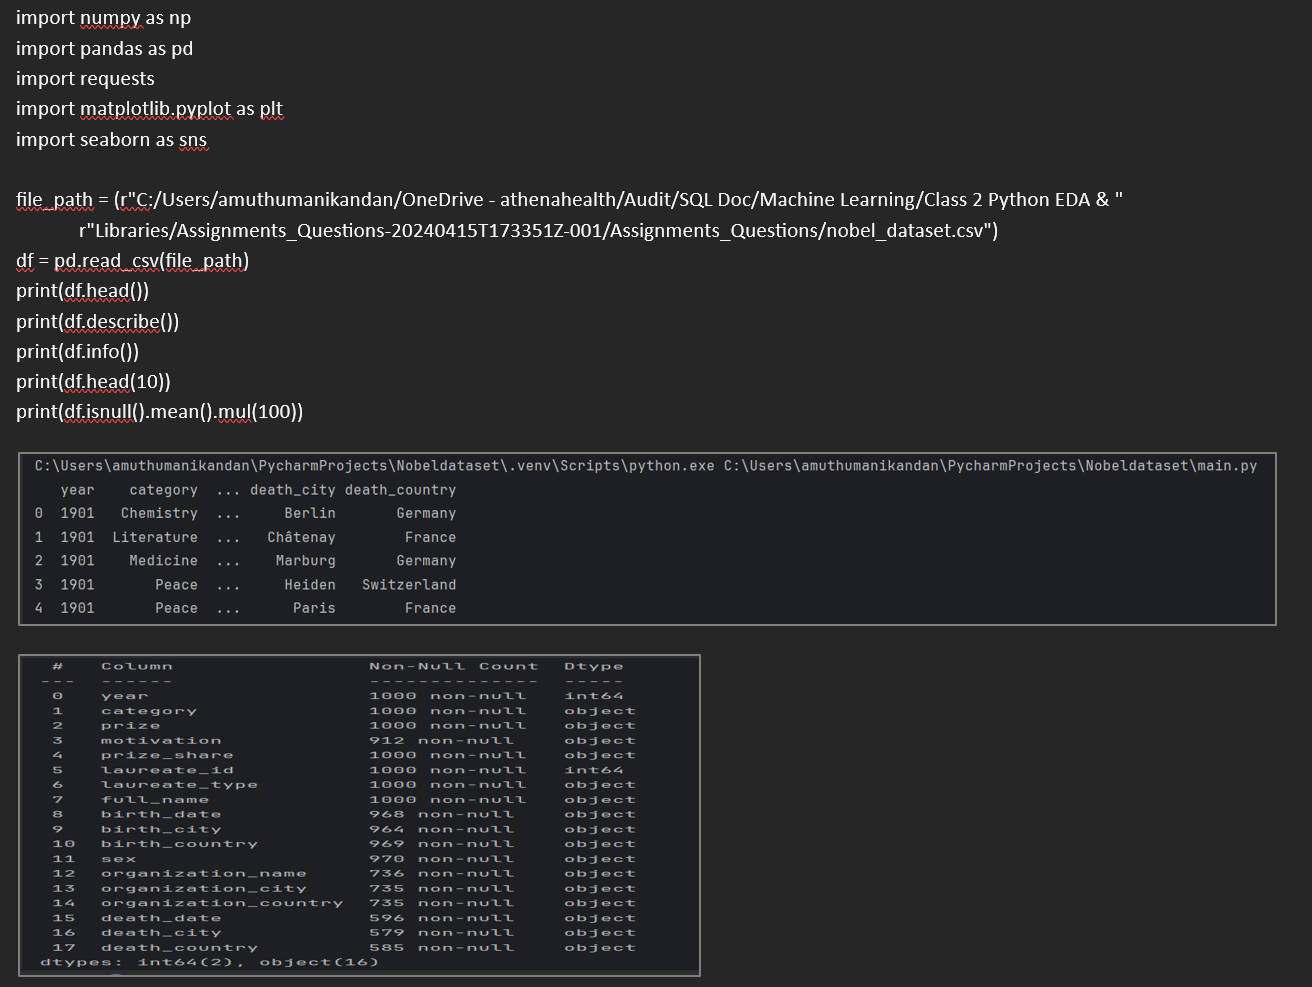 import numpy as np
import pandas as pd
import requests
import matplotlib.pyplot as plt
import seaborn as sns
file_path = (r"C:/Users/amuthumanikandan/OneDrive - athenahealth/Audit/SQL Doc/Machine Learning/Class 2 Python EDA & "
r"Libraries/Assignments_Questions-20240415T173351Z-001/Assignments_Questions/nobel_dataset.csv")
df = pd.read_csv(file_path)
print(df.head())
print(df.describe())
print(df.info())
print(df.head(10))
print(df.isnull().mean().mul(100))
C:\Users\amuthumanikandan\PycharmProjects\Nobeldataset\.venv\Scripts\python.exe C:\Users\amuthumanikandan\PycharmProjects\Nobeldataset\main.py
year category ... death_city death_country
0 1901 Chemistry ... Berlin Germany
1 1901 Literature ... Châtenay France
2 1901 Medicine ... Marburg Germany
3 1901 Peace ... Heiden Switzerland
4 1901 Peace ... Paris France
# Column Non-Null Count Dtype
--- ------ -------------- -----
0 year 1000 non-null int64
1 category 1000 non-null object
2 prize 1000 non-null object
3 motivation 912 non-null object
4 prize_share 1000 non-null object
5 laureate_id 1000 non-null int64
6 laureate_type 1000 non-null object
7 full_name 1000 non-null object
8 birth_date 968 non-null object
9 birth_city 964 non-null object
10 birth_country 969 non-null object
11 sex 970 non-null object
12 organization_name 736 non-null object
13 organization_city 735 non-null object
14 organization_country 735 non-null object
15 death_date 596 non-null object
16 death_city 579 non-null object
17 death_country 585 non-null object
dtypes: int64(2), object(16)